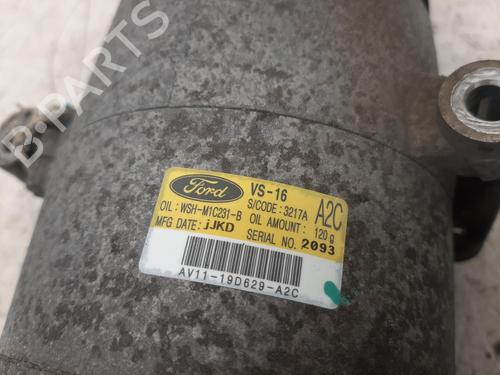 B-PARTS
Ford
VS-16
A2C
S/CODE : 3217A
OIL : WSH-M1C231-B
OIL AMOUNT : 120g
MFG DATE: jJKD
SERIAL NO. 2093
AV11-19D629-A2C